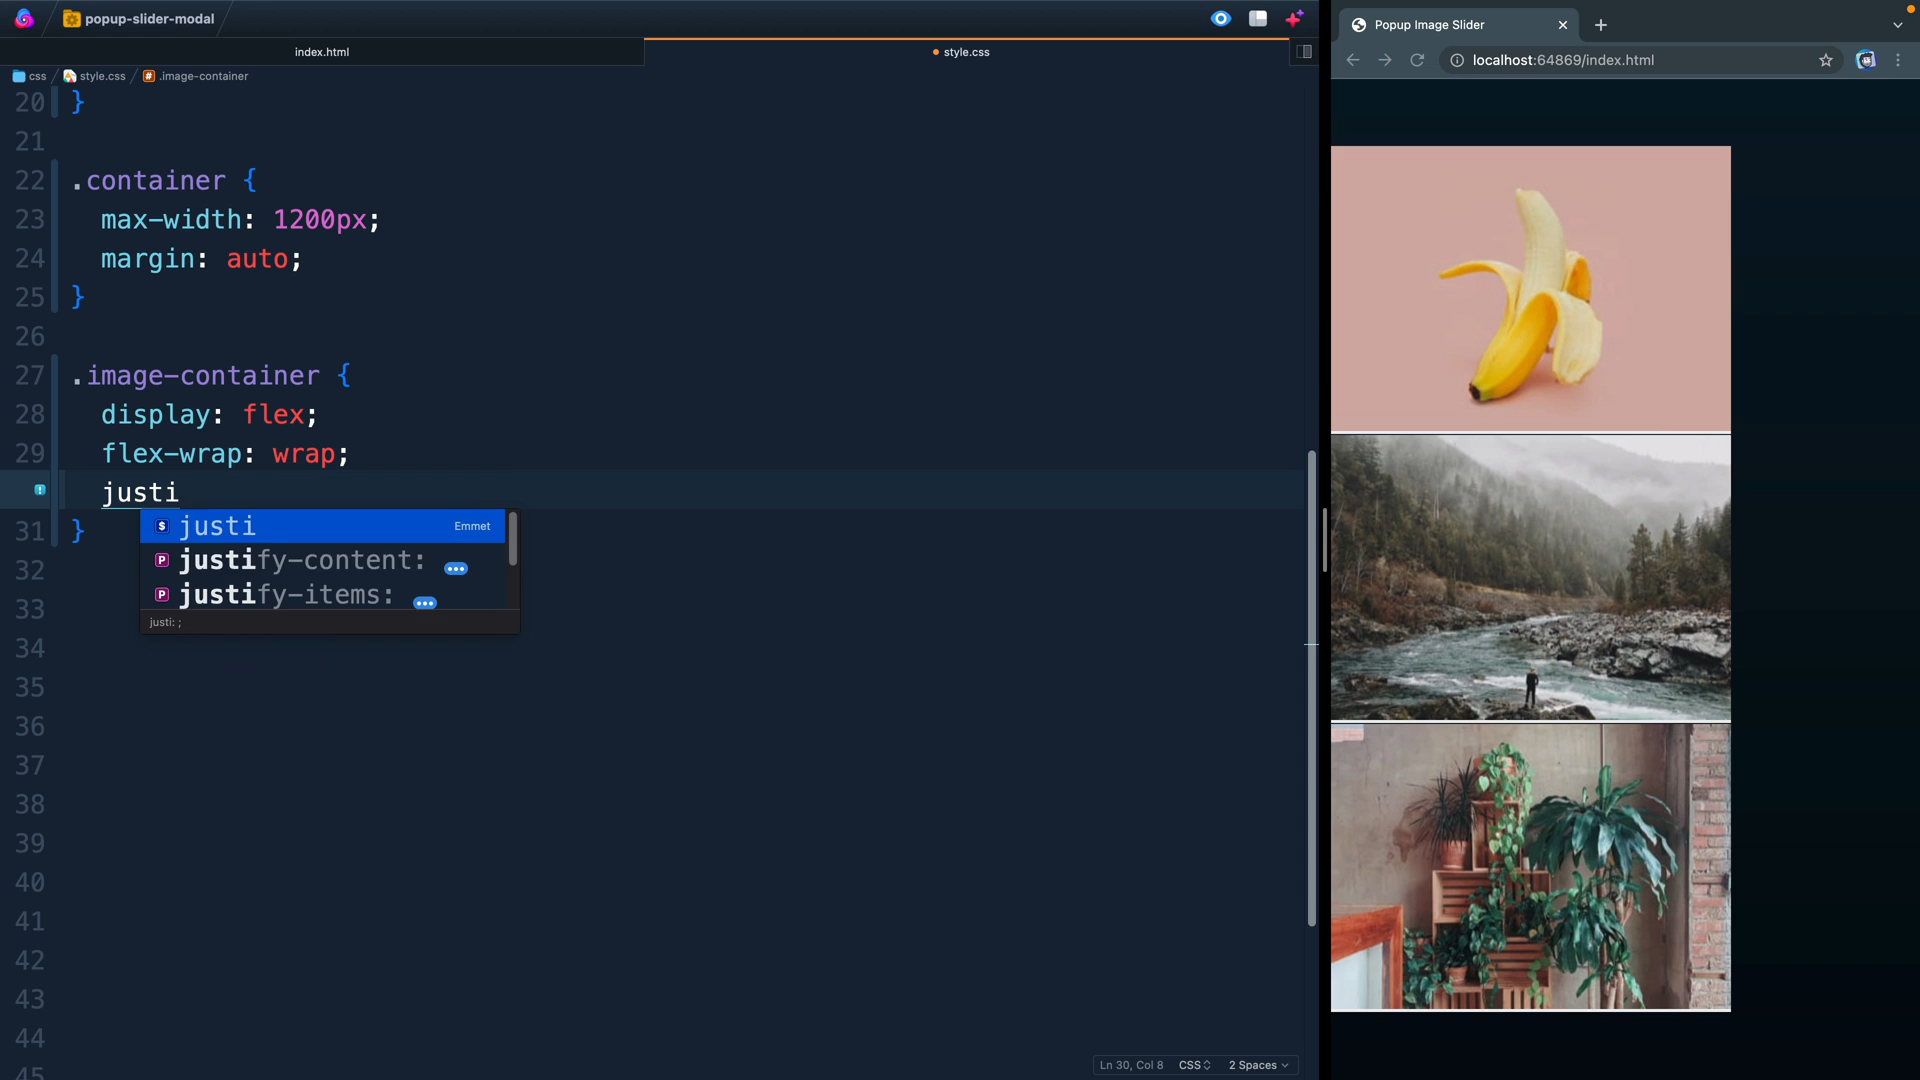 popup-slider-modal
index.html
style.css
css
style.css
.image-container
20 }
21
22 .container {
23 max-width: 1200px;
24 margin: auto;
25 }
26
27 .image-container {
28 display: flex;
29 flex-wrap: wrap;
justi
justi Emmet
P justify-content:
P justify-items:
justi: ;
31 }
32
33
34
35
36
37
38
39
40
41
42
43
44
45
Ln 30, Col 8 CSS 2 Spaces
Popup Image Slider
localhost:64869/index.html